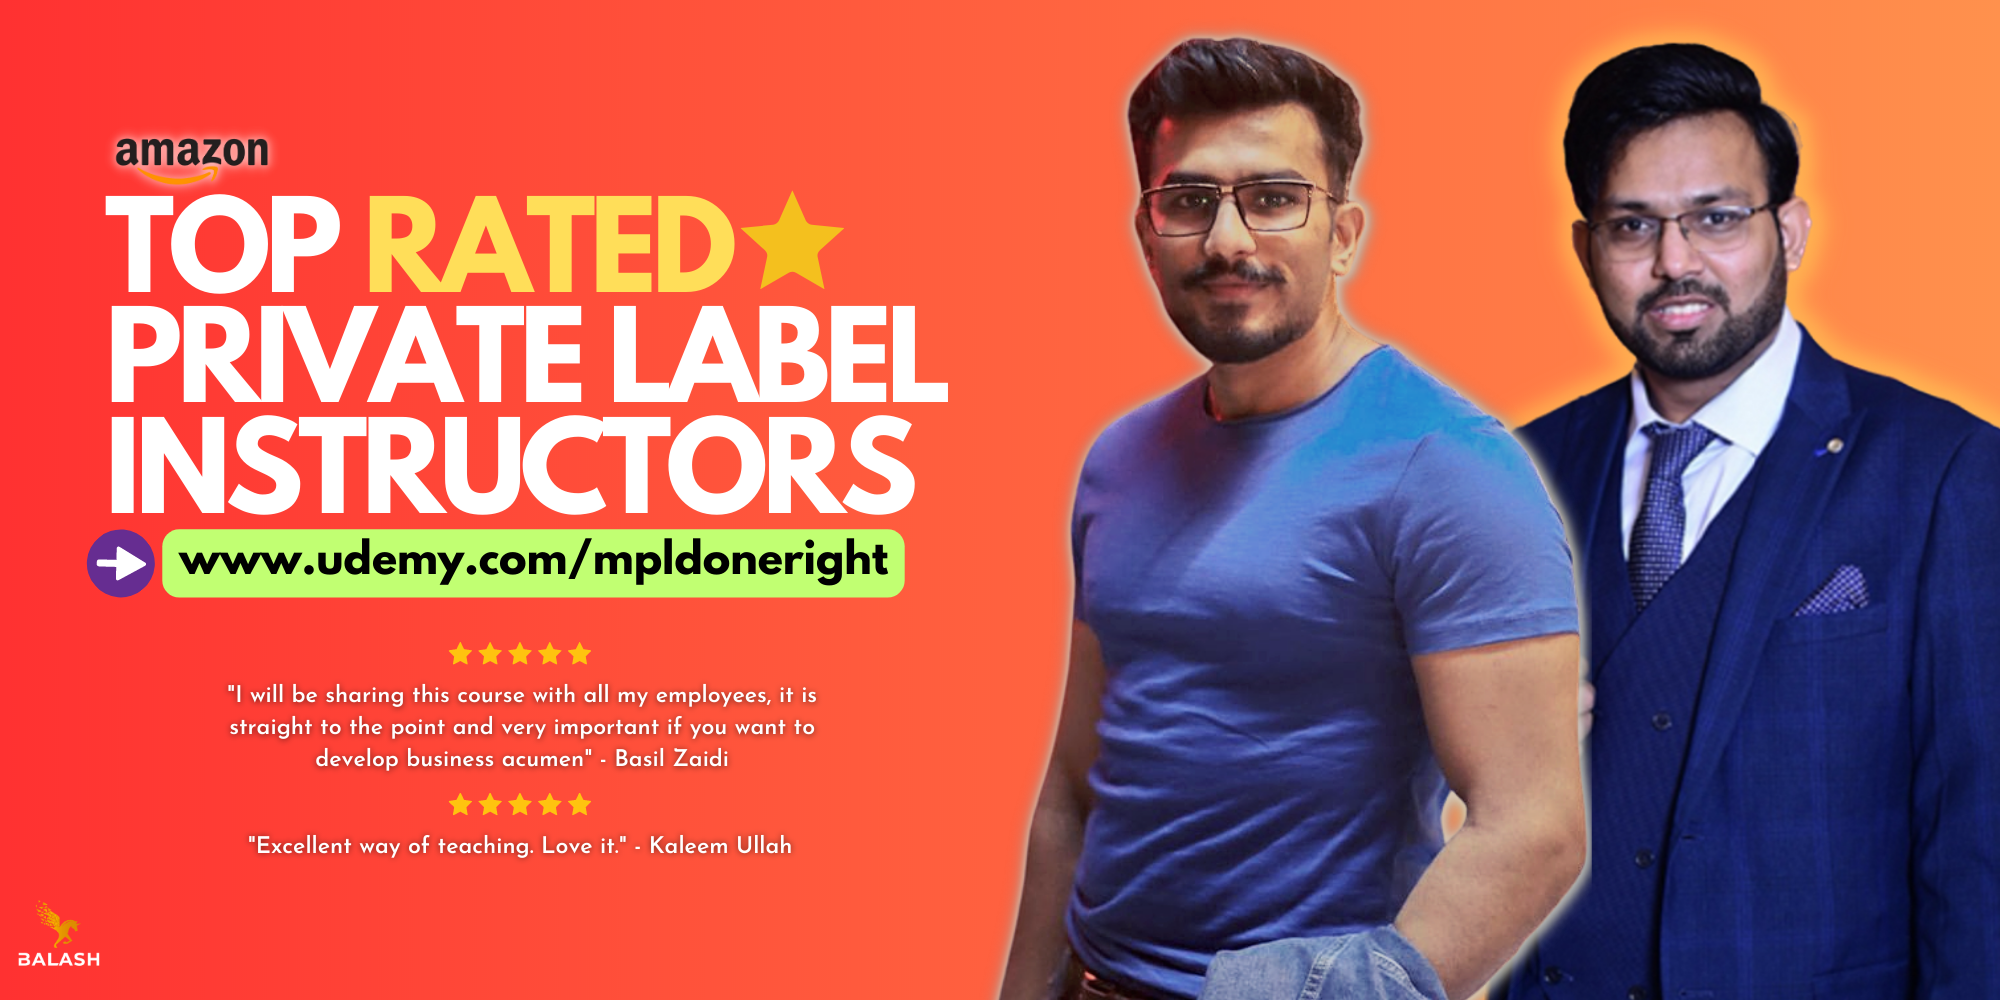 amazon
TOP RATED
PRIVATE LABEL
INSTRUCTORS
www.udemy.com/mpldoneright
"I will be sharing this course with all my employees, it is
straight to the point and very important if you want to
develop business acumen" - Basil Zaidi
"Excellent way of teaching. Love it." - Kaleem Ullah
BALASH